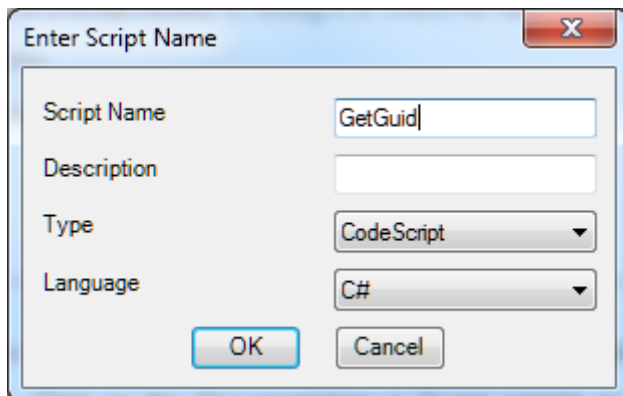 Enter Script Name
Script Name GetGuid
Description
Type CodeScript
Language C#
OK Cancel